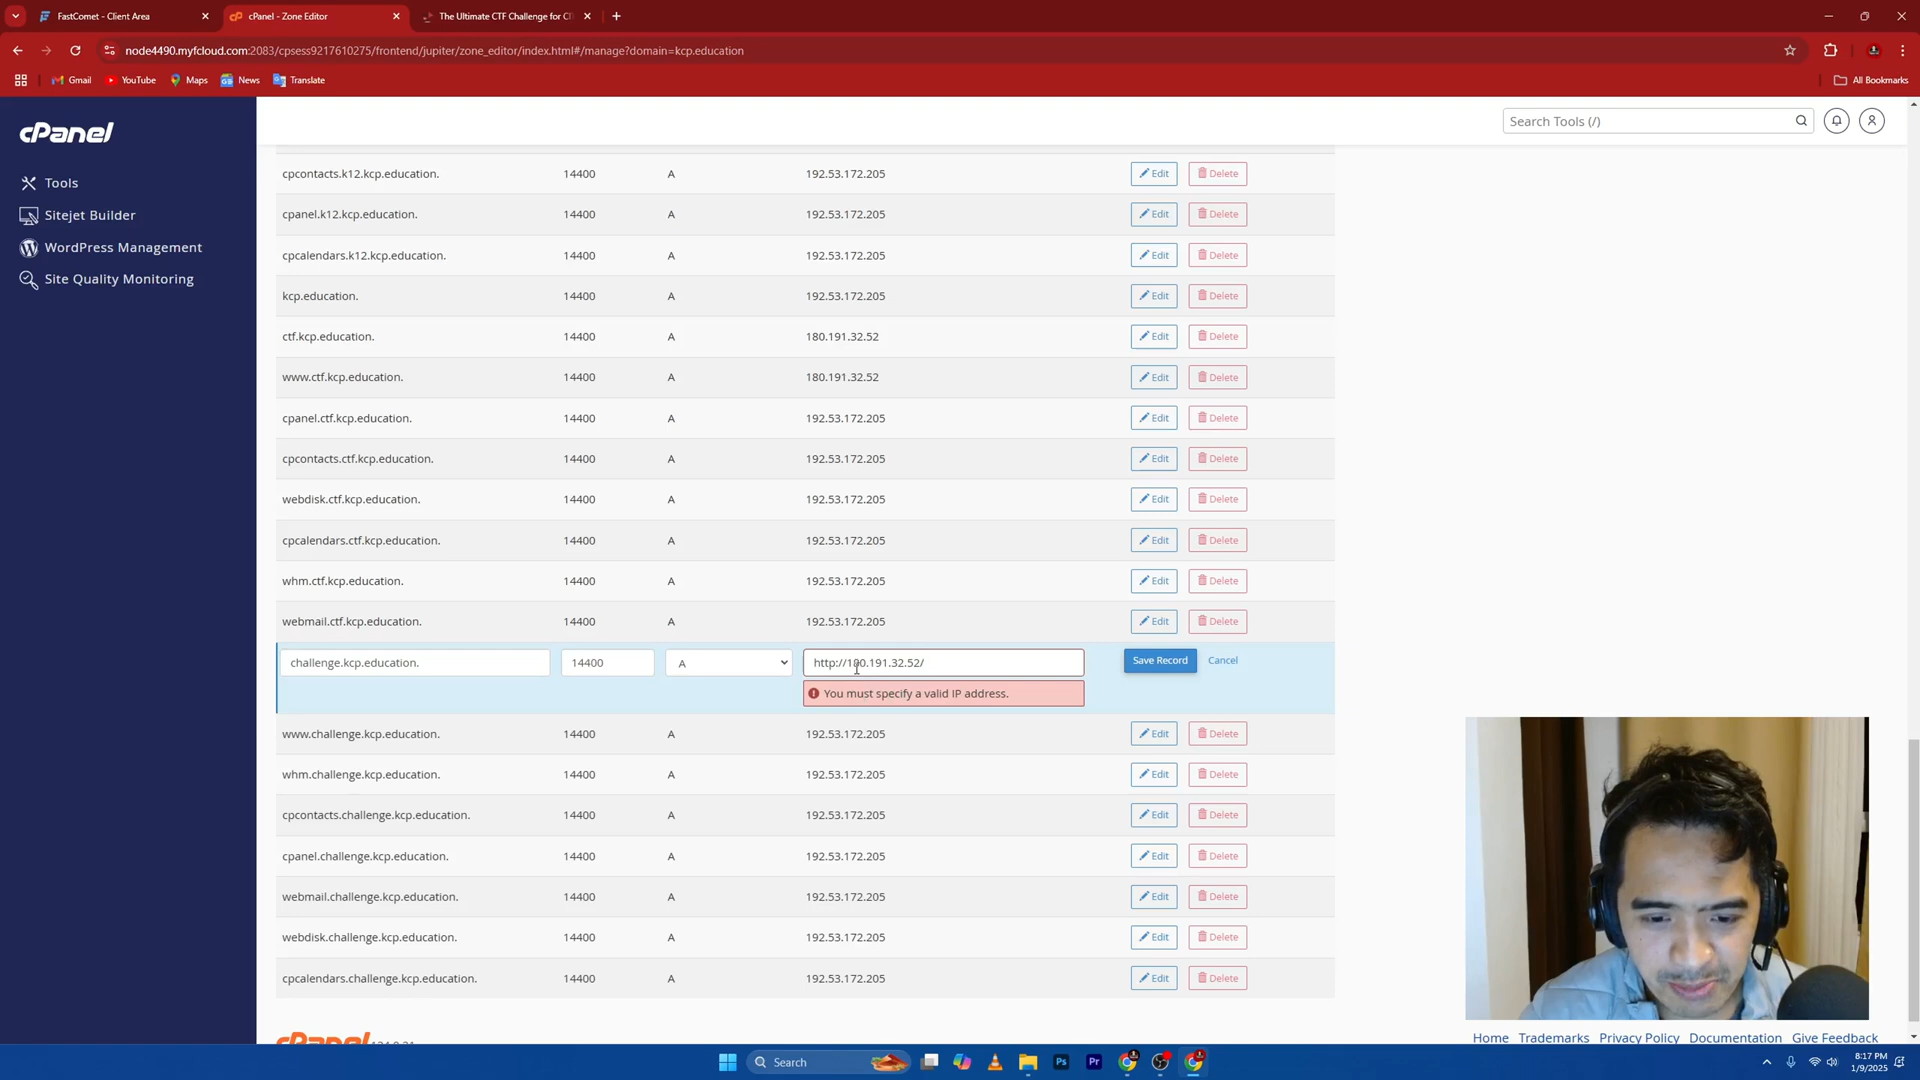 FastComet - Client Area
cPanel - Zone Editor
The Ultimate CTF Challenge for C
node4490.myfcloud.com:2083/cpsess9217610275/frontend/jupiter/zone_editor/index.html#/manage?domain=kcp.education
Gmail YouTube Maps News Translate All Bookmarks
cPanel
Search Tools (/)
Tools
Sitejet Builder
WordPress Management
Site Quality Monitoring
cpcontacts.k12.kcp.education. 14400 A 192.53.172.205 Edit Delete
cpanel.k12.kcp.education. 14400 A 192.53.172.205 Edit Delete
cpcalendars.k12.kcp.education. 14400 A 192.53.172.205 Edit Delete
kcp.education. 14400 A 192.53.172.205 Edit Delete
ctf.kcp.education. 14400 A 180.191.32.52 Edit Delete
www.ctf.kcp.education. 14400 A 180.191.32.52 Edit Delete
cpanel.ctf.kcp.education. 14400 A 192.53.172.205 Edit Delete
cpcontacts.ctf.kcp.education. 14400 A 192.53.172.205 Edit Delete
webdisk.ctf.kcp.education. 14400 A 192.53.172.205 Edit Delete
cpcalendars.ctf.kcp.education. 14400 A 192.53.172.205 Edit Delete
whm.ctf.kcp.education. 14400 A 192.53.172.205 Edit Delete
webmail.ctf.kcp.education. 14400 A 192.53.172.205 Edit Delete
challenge.kcp.education. 14400 A http://180.191.32.52/ Save Record Cancel
You must specify a valid IP address.
www.challenge.kcp.education. 14400 A 192.53.172.205 Edit Delete
whm.challenge.kcp.education. 14400 A 192.53.172.205 Edit Delete
cpcontacts.challenge.kcp.education. 14400 A 192.53.172.205 Edit Delete
cpanel.challenge.kcp.education. 14400 A 192.53.172.205 Edit Delete
webmail.challenge.kcp.education. 14400 A 192.53.172.205 Edit Delete
webdisk.challenge.kcp.education. 14400 A 192.53.172.205 Edit Delete
cpcalendars.challenge.kcp.education. 14400 A 192.53.172.205 Edit Delete
Home Trademarks Privacy Policy Documentation Give Feedback
Search
Ps
Pr
8:17 PM
1/9/2025